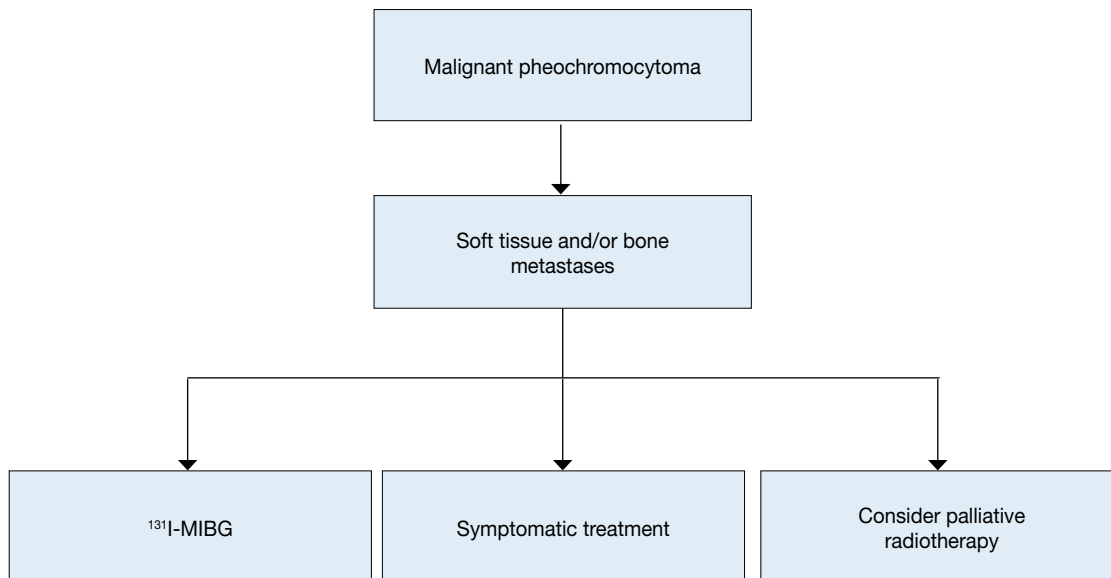 Malignant pheochromocytoma
Soft tissue and/or bone
metastases
¹³¹I-MIBG
Symptomatic treatment
Consider palliative
radiotherapy